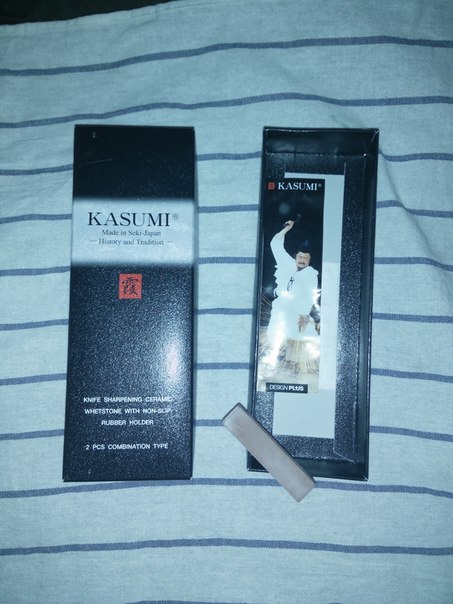 KASUMI®
Made in Seki-Japan
— History and Tradition —
霞
KNIFE SHARPENING CERAMIC
WHETSTONE WITH NON-SLIP
RUBBER HOLDER
2 PCS COMBINATION TYPE
KASUMI®
DESIGN PLUS